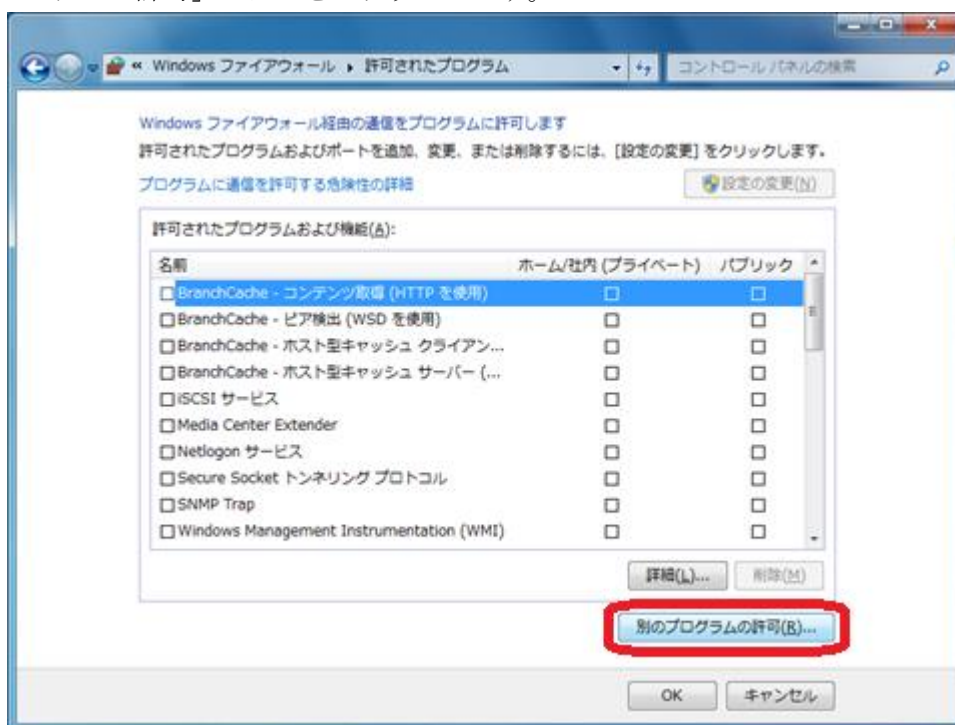 « Windows ファイアウォール ▸ 許可されたプログラム
コントロール パネルの検索
Windows ファイアウォール経由の通信をプログラムに許可します
許可されたプログラムおよびポートを追加、変更、または削除するには、[設定の変更] をクリックします。
プログラムに通信を許可する危険性の詳細
設定の変更(N)
許可されたプログラムおよび機能(A):
名前 ホーム/社内 (プライベート) パブリック
BranchCache - コンテンツ取得 (HTTP を使用)
BranchCache - ピア検出 (WSD を使用)
BranchCache - ホスト型キャッシュ クライアン...
BranchCache - ホスト型キャッシュ サーバー (...
iSCSI サービス
Media Center Extender
Netlogon サービス
Secure Socket トンネリング プロトコル
SNMP Trap
Windows Management Instrumentation (WMI)
詳細(L)... 削除(M)
別のプログラムの許可(R)...
OK キャンセル